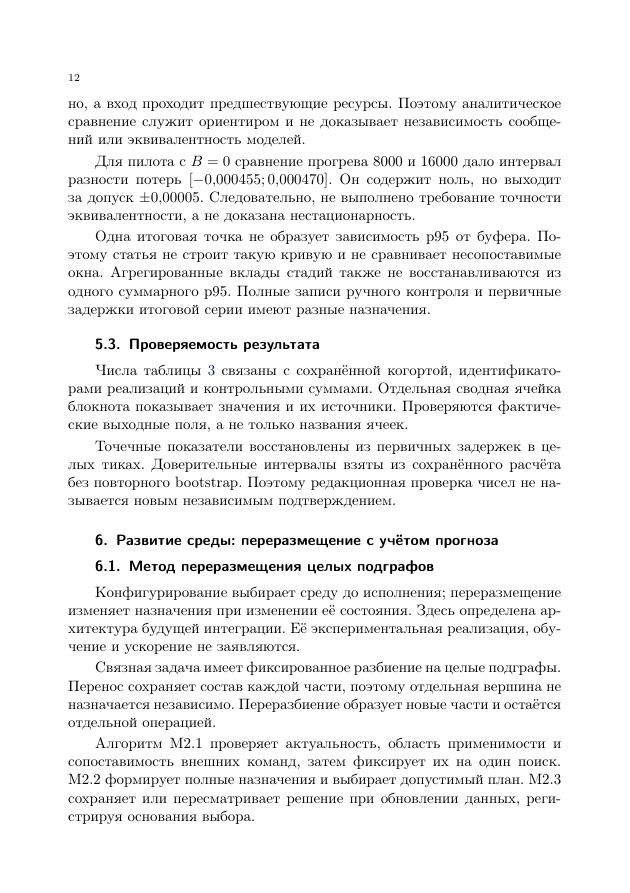 12
но, а вход проходит предшествующие ресурсы. Поэтому аналитическое
сравнение служит ориентиром и не доказывает независимость сообще-
ний или эквивалентность моделей.
Для пилота с B = 0 сравнение прогрева 8000 и 16000 дало интервал
разности потерь [−0,000455; 0,000470]. Он содержит ноль, но выходит
за допуск ±0,00005. Следовательно, не выполнено требование точности
эквивалентности, а не доказана нестационарность.
Одна итоговая точка не образует зависимость p95 от буфера. По-
этому статья не строит такую кривую и не сравнивает несопоставимые
окна. Агрегированные вклады стадий также не восстанавливаются из
одного суммарного p95. Полные записи ручного контроля и первичные
задержки итоговой серии имеют разные назначения.
5.3. Проверяемость результата
Числа таблицы 3 связаны с сохранённой когортой, идентификато-
рами реализаций и контрольными суммами. Отдельная сводная ячейка
блокнота показывает значения и их источники. Проверяются фактиче-
ские выходные поля, а не только названия ячеек.
Точечные показатели восстановлены из первичных задержек в це-
лых тиках. Доверительные интервалы взяты из сохранённого расчёта
без повторного bootstrap. Поэтому редакционная проверка чисел не на-
зывается новым независимым подтверждением.
6. Развитие среды: переразмещение с учётом прогноза
6.1. Метод переразмещения целых подграфов
Конфигурирование выбирает среду до исполнения; переразмещение
изменяет назначения при изменении её состояния. Здесь определена ар-
хитектура будущей интеграции. Её экспериментальная реализация, обу-
чение и ускорение не заявляются.
Связная задача имеет фиксированное разбиение на целые подграфы.
Перенос сохраняет состав каждой части, поэтому отдельная вершина не
назначается независимо. Переразбиение образует новые части и остаётся
отдельной операцией.
Алгоритм M2.1 проверяет актуальность, область применимости и
сопоставимость внешних команд, затем фиксирует их на один поиск.
M2.2 формирует полные назначения и выбирает допустимый план. M2.3
сохраняет или пересматривает решение при обновлении данных, реги-
стрируя основания выбора.